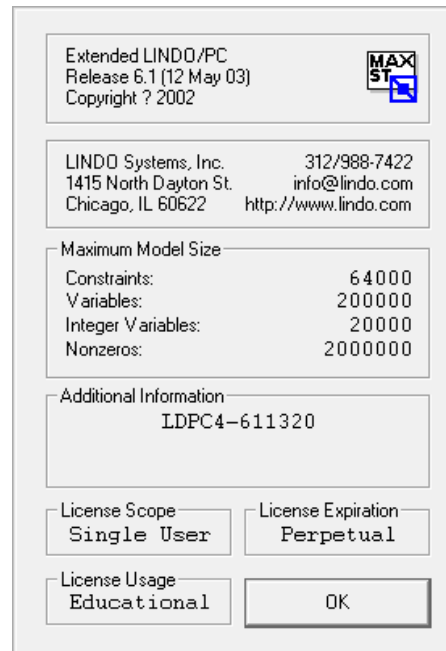 Extended LINDO/PC
Release 6.1 (12 May 03)
Copyright ? 2002
MAX
ST
LINDO Systems, Inc. 312/988-7422
1415 North Dayton St. info@lindo.com
Chicago, IL 60622 http://www.lindo.com
Maximum Model Size
Constraints: 64000
Variables: 200000
Integer Variables: 20000
Nonzeros: 2000000
Additional Information
LDPC4-611320
License Scope
Single User
License Expiration
Perpetual
License Usage
Educational
OK